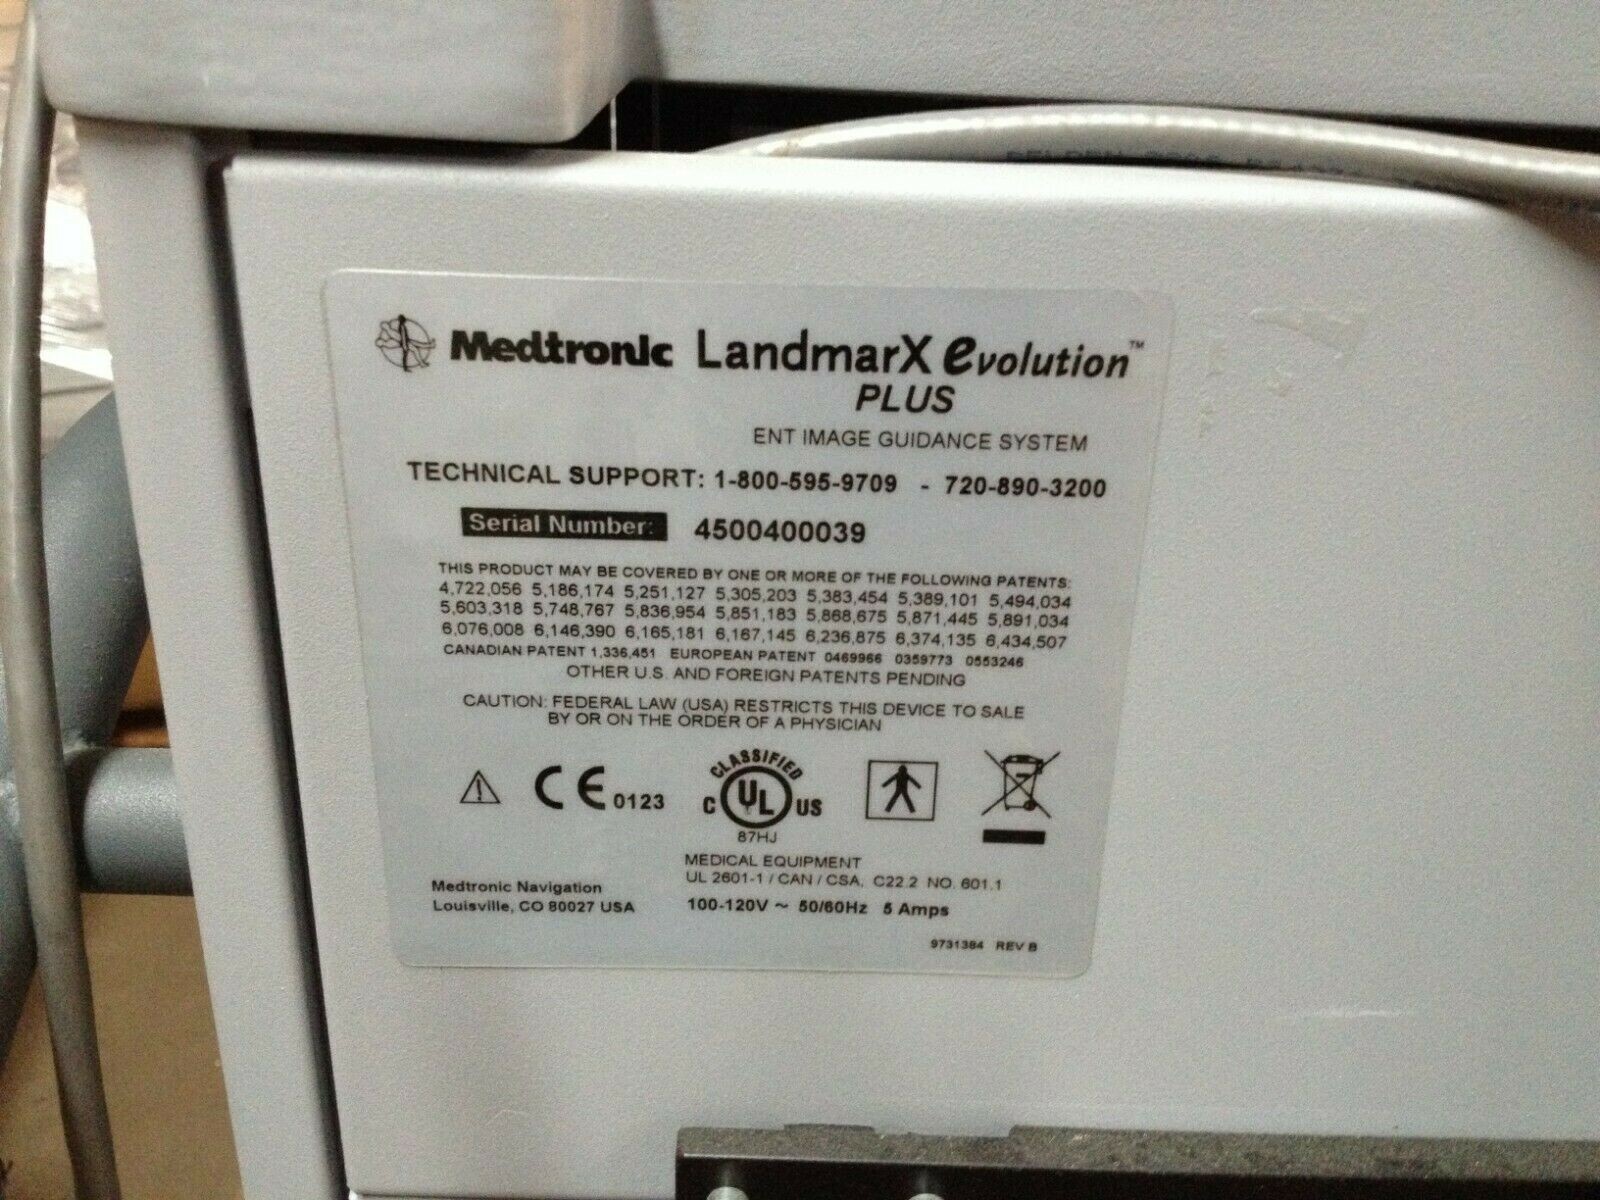 Medtronic LandmarX evolution™
PLUS
ENT IMAGE GUIDANCE SYSTEM
TECHNICAL SUPPORT: 1-800-595-9709 - 720-890-3200
Serial Number: 4500400039
THIS PRODUCT MAY BE COVERED BY ONE OR MORE OF THE FOLLOWING PATENTS:
4,722,056 5,186,174 5,251,127 5,305,203 5,383,454 5,389,101 5,494,034
5,603,318 5,748,767 5,836,954 5,851,183 5,868,675 5,871,445 5,891,034
6,076,008 6,146,390 6,165,181 6,167,145 6,236,875 6,374,135 6,434,507
CANADIAN PATENT 1,336,451 EUROPEAN PATENT 0469966 0359773 0553246
OTHER U.S. AND FOREIGN PATENTS PENDING
CAUTION: FEDERAL LAW (USA) RESTRICTS THIS DEVICE TO SALE
BY OR ON THE ORDER OF A PHYSICIAN
CE 0123
CLASSIFIED
C UL US
87HJ
MEDICAL EQUIPMENT
UL 2601-1 / CAN / CSA, C22.2 NO. 601.1
100-120V ~ 50/60Hz 5 Amps
Medtronic Navigation
Louisville, CO 80027 USA
9731384 REV B